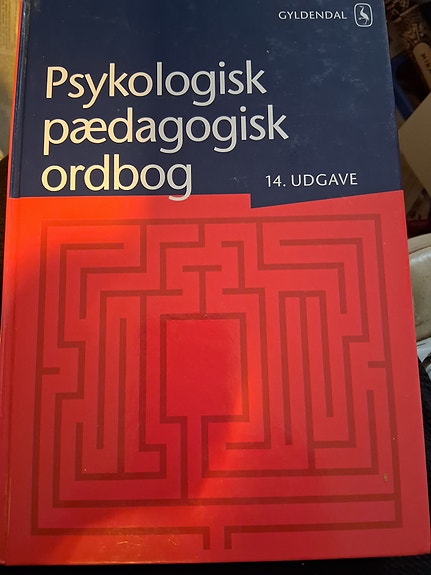 GYLDENDAL
Psykologisk
pædagogisk
ordbog
14. UDGAVE